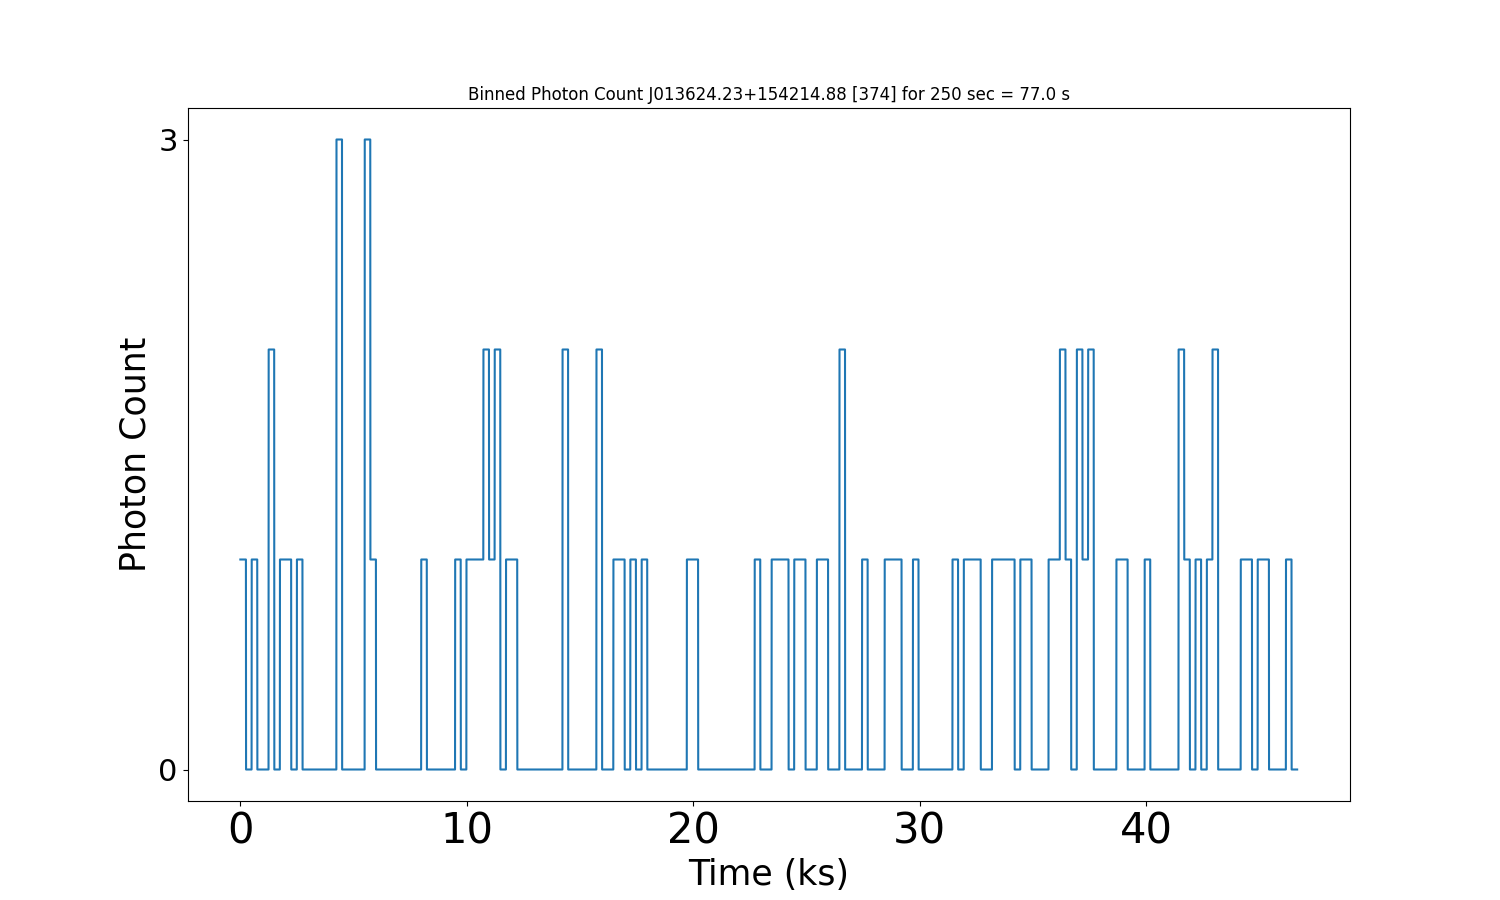 Binned Photon Count J013624.23+154214.88 [374] for 250 sec = 77.0 s
3
Photon Count
0
0 10 20 30 40
Time (ks)